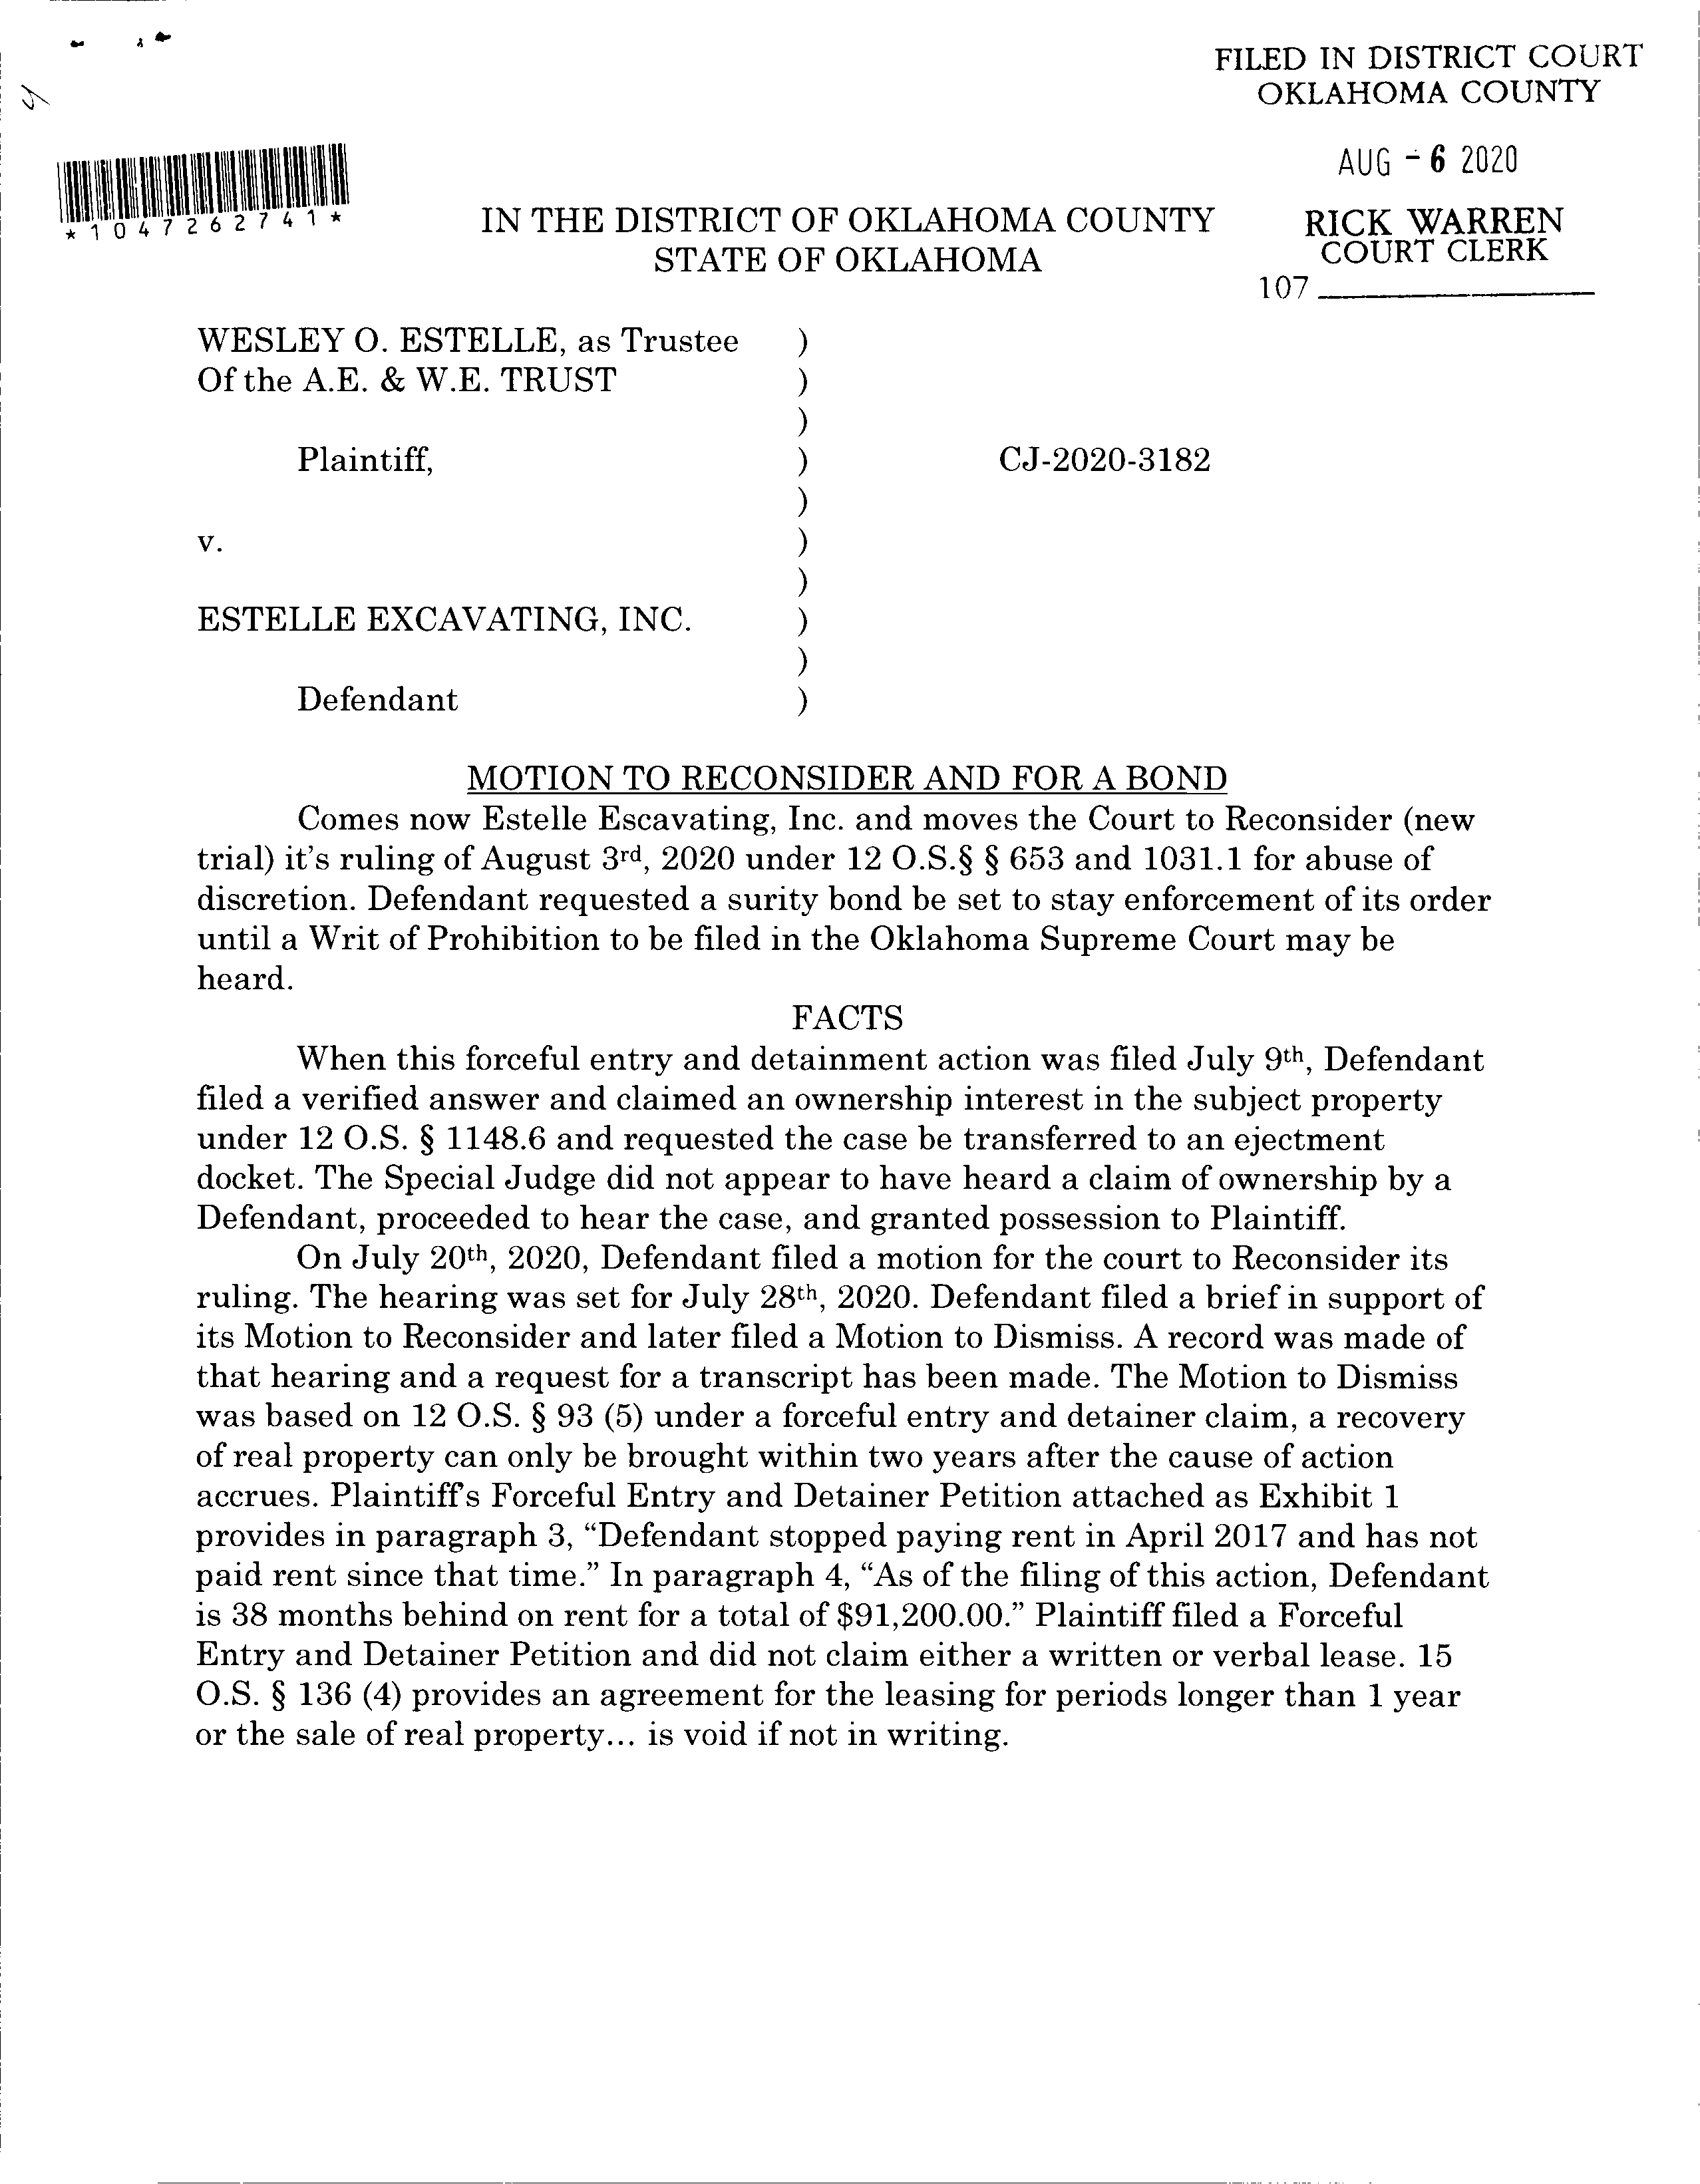 FILED IN DISTRICT COURT
OKLAHOMA COUNTY
AUG - 6 2020
RICK WARREN
COURT CLERK
107
*1047262741*
IN THE DISTRICT OF OKLAHOMA COUNTY
STATE OF OKLAHOMA
WESLEY O. ESTELLE, as Trustee )
Of the A.E. & W.E. TRUST )
)
Plaintiff, ) CJ-2020-3182
)
v. )
)
ESTELLE EXCAVATING, INC. )
)
Defendant )
MOTION TO RECONSIDER AND FOR A BOND
Comes now Estelle Escavating, Inc. and moves the Court to Reconsider (new
trial) it's ruling of August 3rd, 2020 under 12 O.S.§ § 653 and 1031.1 for abuse of
discretion. Defendant requested a surity bond be set to stay enforcement of its order
until a Writ of Prohibition to be filed in the Oklahoma Supreme Court may be
heard.
FACTS
When this forceful entry and detainment action was filed July 9th, Defendant
filed a verified answer and claimed an ownership interest in the subject property
under 12 O.S. § 1148.6 and requested the case be transferred to an ejectment
docket. The Special Judge did not appear to have heard a claim of ownership by a
Defendant, proceeded to hear the case, and granted possession to Plaintiff.
On July 20th, 2020, Defendant filed a motion for the court to Reconsider its
ruling. The hearing was set for July 28th, 2020. Defendant filed a brief in support of
its Motion to Reconsider and later filed a Motion to Dismiss. A record was made of
that hearing and a request for a transcript has been made. The Motion to Dismiss
was based on 12 O.S. § 93 (5) under a forceful entry and detainer claim, a recovery
of real property can only be brought within two years after the cause of action
accrues. Plaintiff's Forceful Entry and Detainer Petition attached as Exhibit 1
provides in paragraph 3, “Defendant stopped paying rent in April 2017 and has not
paid rent since that time.” In paragraph 4, “As of the filing of this action, Defendant
is 38 months behind on rent for a total of $91,200.00.” Plaintiff filed a Forceful
Entry and Detainer Petition and did not claim either a written or verbal lease. 15
O.S. § 136 (4) provides an agreement for the leasing for periods longer than 1 year
or the sale of real property... is void if not in writing.